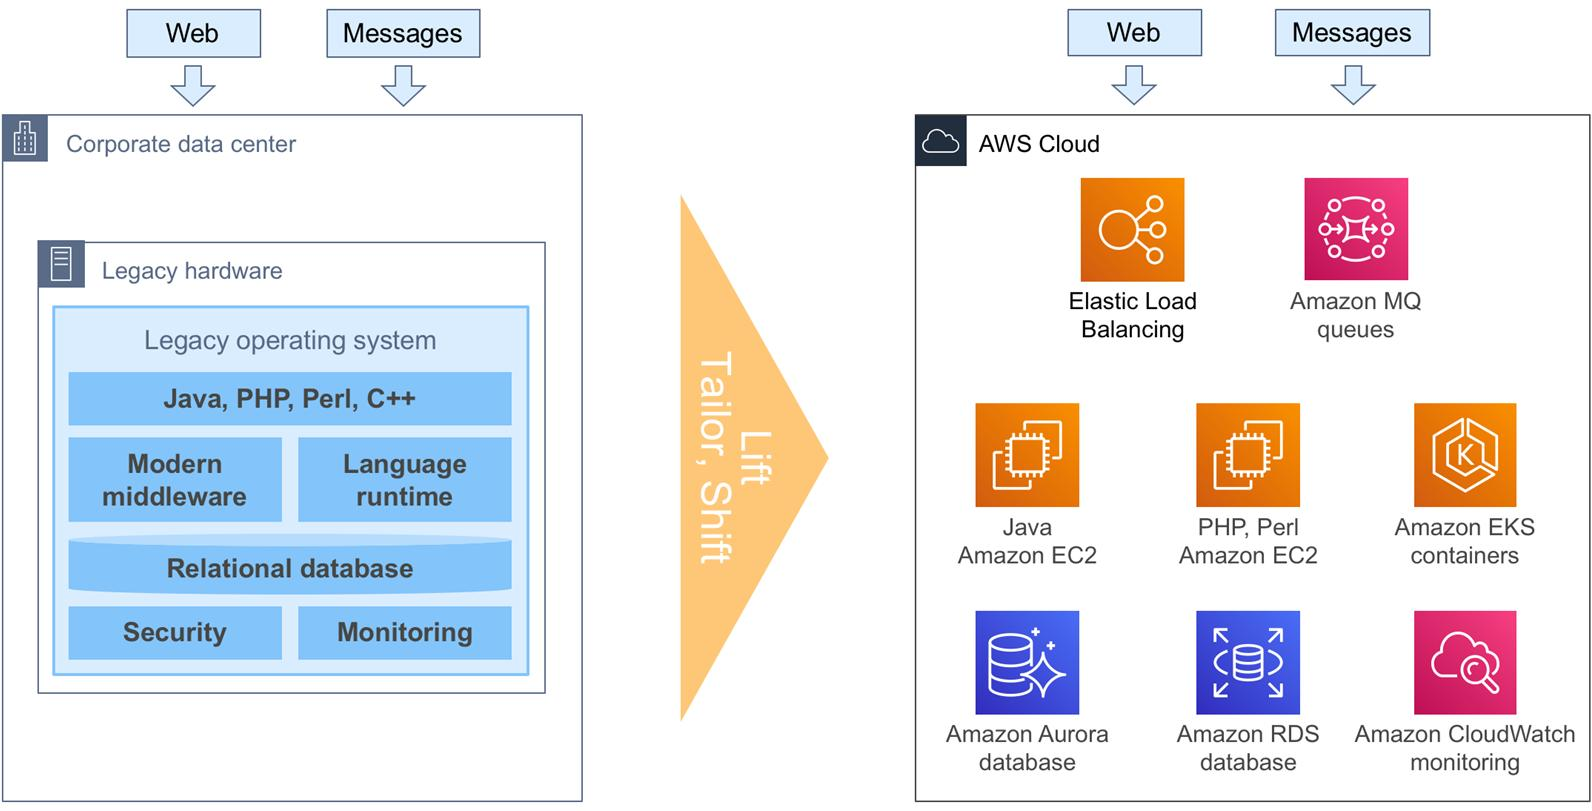 Web
Messages
Corporate data center
Legacy hardware
Legacy operating system
Java, PHP, Perl, C++
Modern
middleware
Language
runtime
Relational database
Security
Monitoring
Lift
Tailor, Shift
Web
Messages
AWS Cloud
Elastic Load
Balancing
Amazon MQ
queues
Java
Amazon EC2
PHP, Perl
Amazon EC2
K
Amazon EKS
containers
Amazon Aurora
database
Amazon RDS
database
Amazon CloudWatch
monitoring